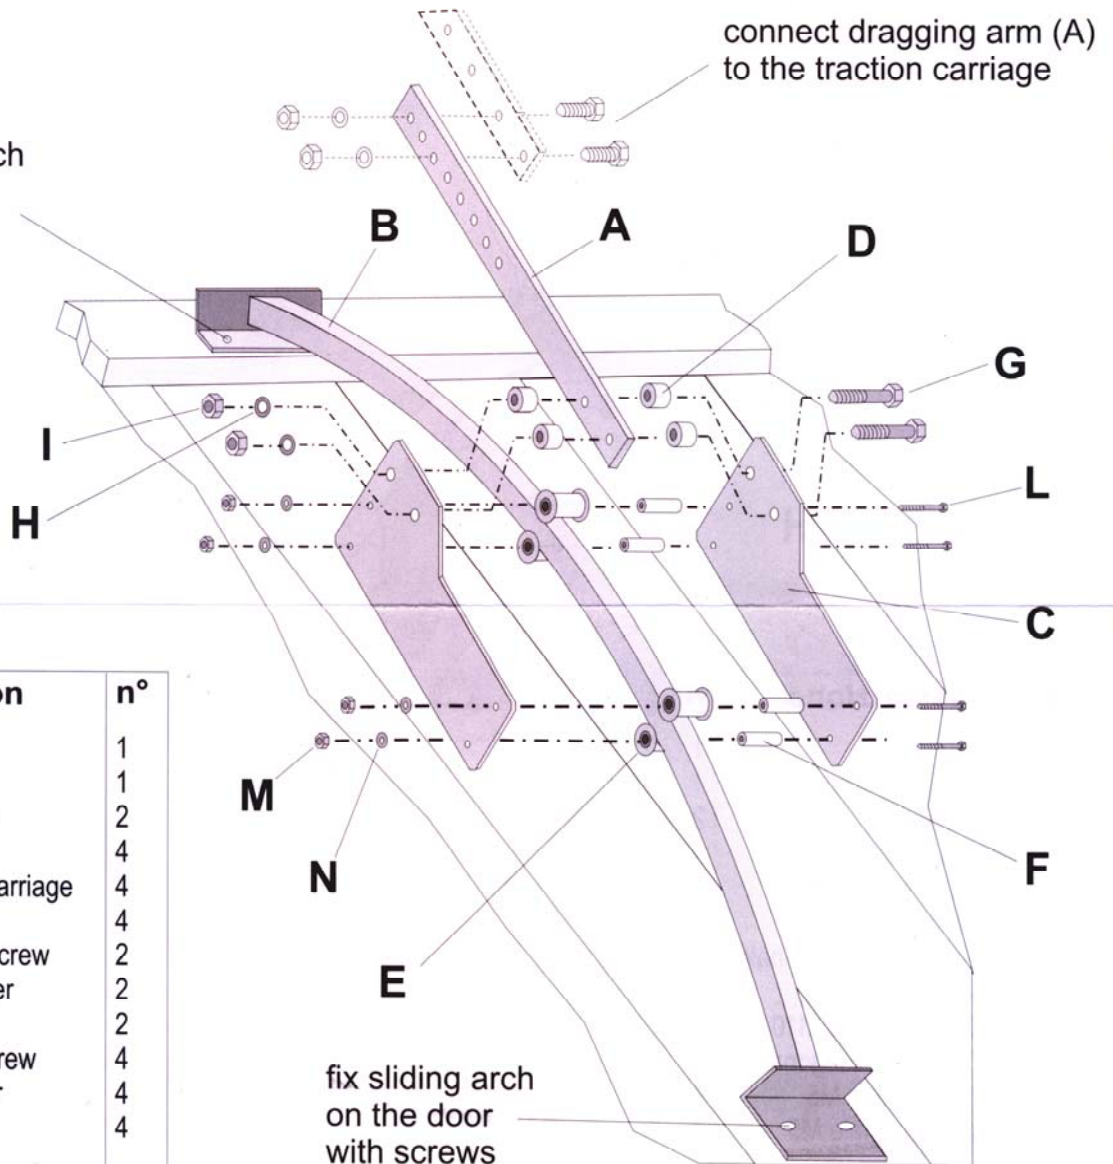 connect dragging arm (A)
to the traction carriage
ch
B
A
D
G
I
L
H
C
on
n°
1
1
2
4
arriage 4
4
crew 2
er 2
2
rew 4
r 4
4
M
N
F
E
fix sliding arch
on the door
with screws